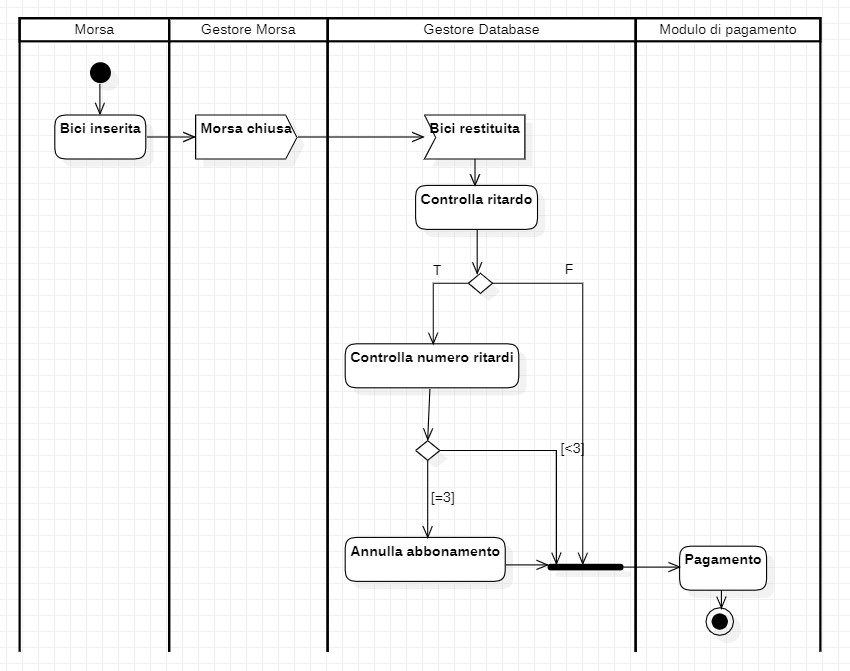 Morsa
Gestore Morsa
Gestore Database
Modulo di pagamento
Bici inserita
Morsa chiusa
Bici restituita
Controlla ritardo
T
F
Controlla numero ritardi
[<3]
[=3]
Annulla abbonamento
Pagamento